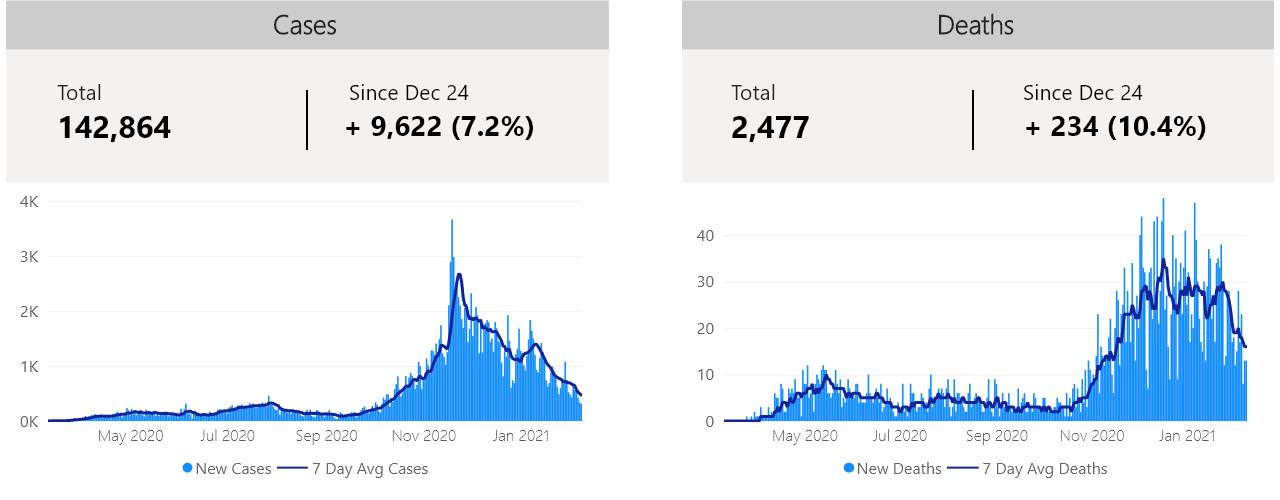 Cases
Total
142,864
Since Dec 24
+ 9,622 (7.2%)
4K
3K
2K
1K
0K
May 2020 Jul 2020 Sep 2020 Nov 2020 Jan 2021
New Cases 7 Day Avg Cases
Deaths
Total
2,477
Since Dec 24
+ 234 (10.4%)
40
30
20
10
0
May 2020 Jul 2020 Sep 2020 Nov 2020 Jan 2021
New Deaths 7 Day Avg Deaths